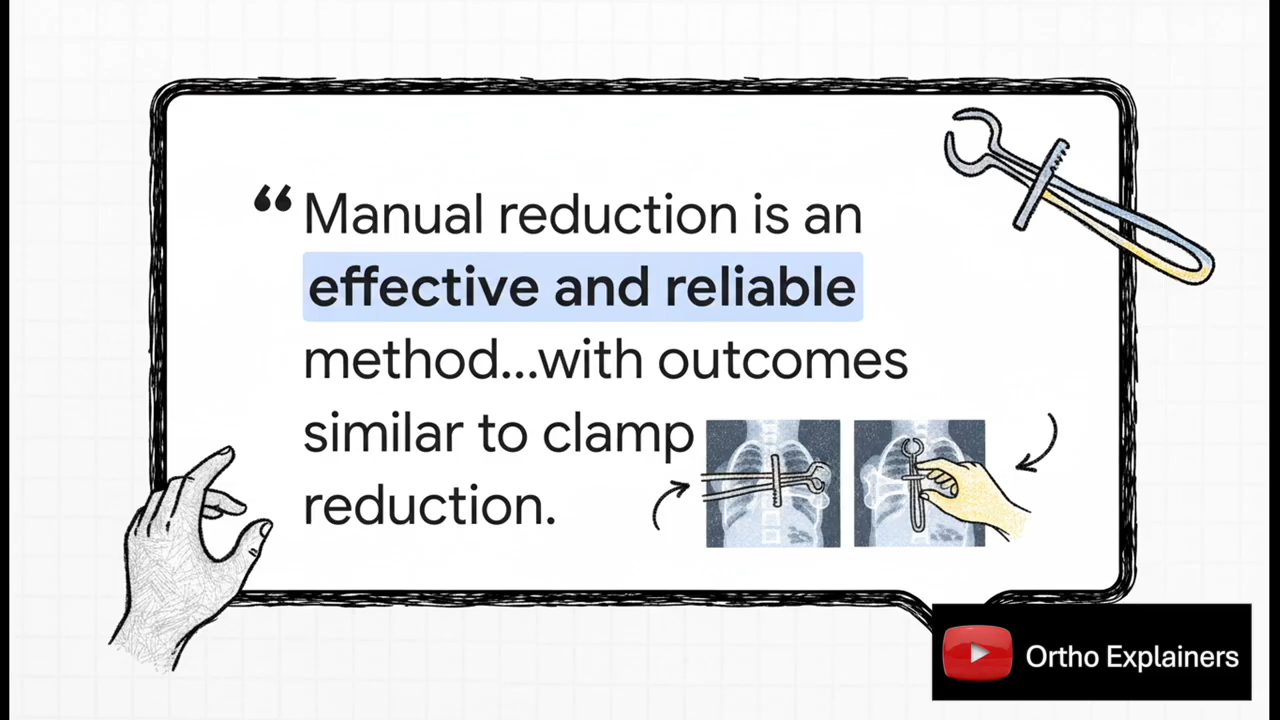 “Manual reduction is an
effective and reliable
method...with outcomes
similar to clamp
reduction.
Ortho Explainers